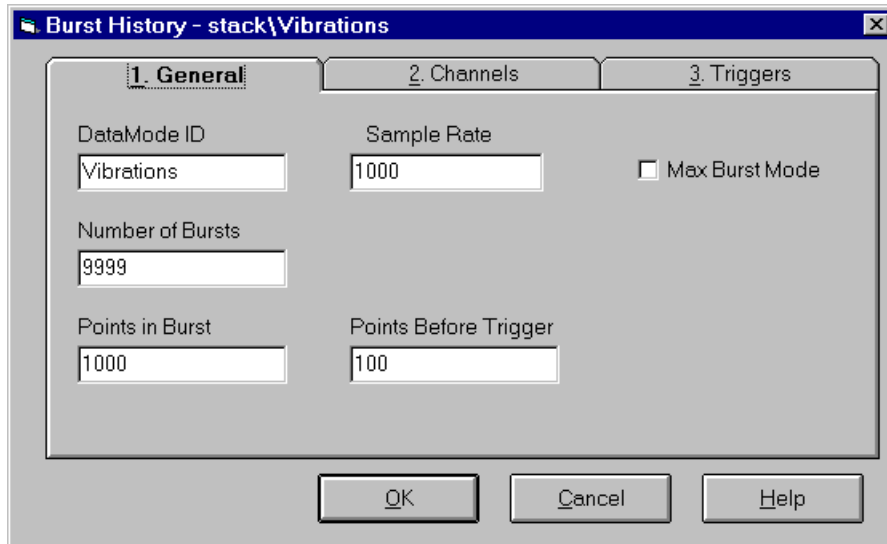 Burst History - stack\Vibrations
1. General
2. Channels
3. Triggers
DataMode ID
Sample Rate
Vibrations
1000
Max Burst Mode
Number of Bursts
9999
Points in Burst
Points Before Trigger
1000
100
OK
Cancel
Help